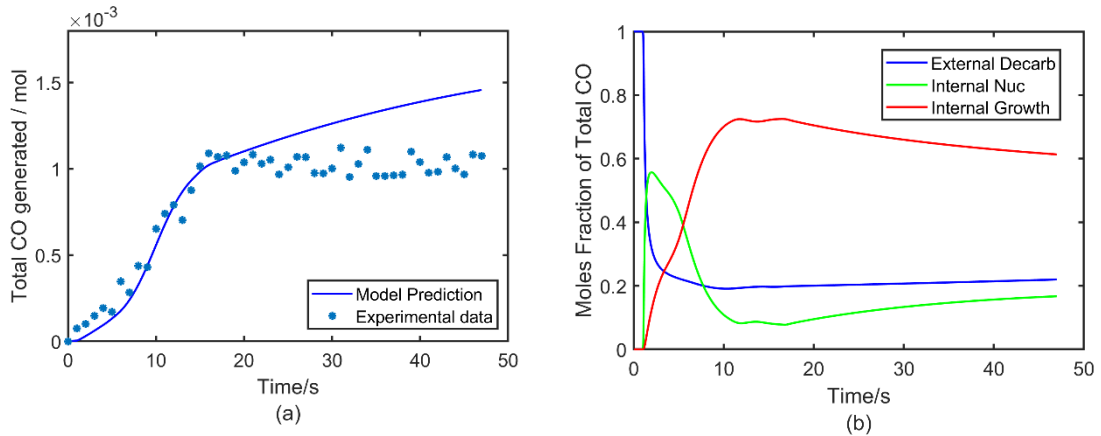 ×10⁻³
1.5
1
0.5
0
Total CO generated / mol
Model Prediction
Experimental data
0 10 20 30 40 50
Time/s
(a)
1
0.8
0.6
0.4
0.2
0
Moles Fraction of Total CO
External Decarb
Internal Nuc
Internal Growth
0 10 20 30 40 50
Time/s
(b)